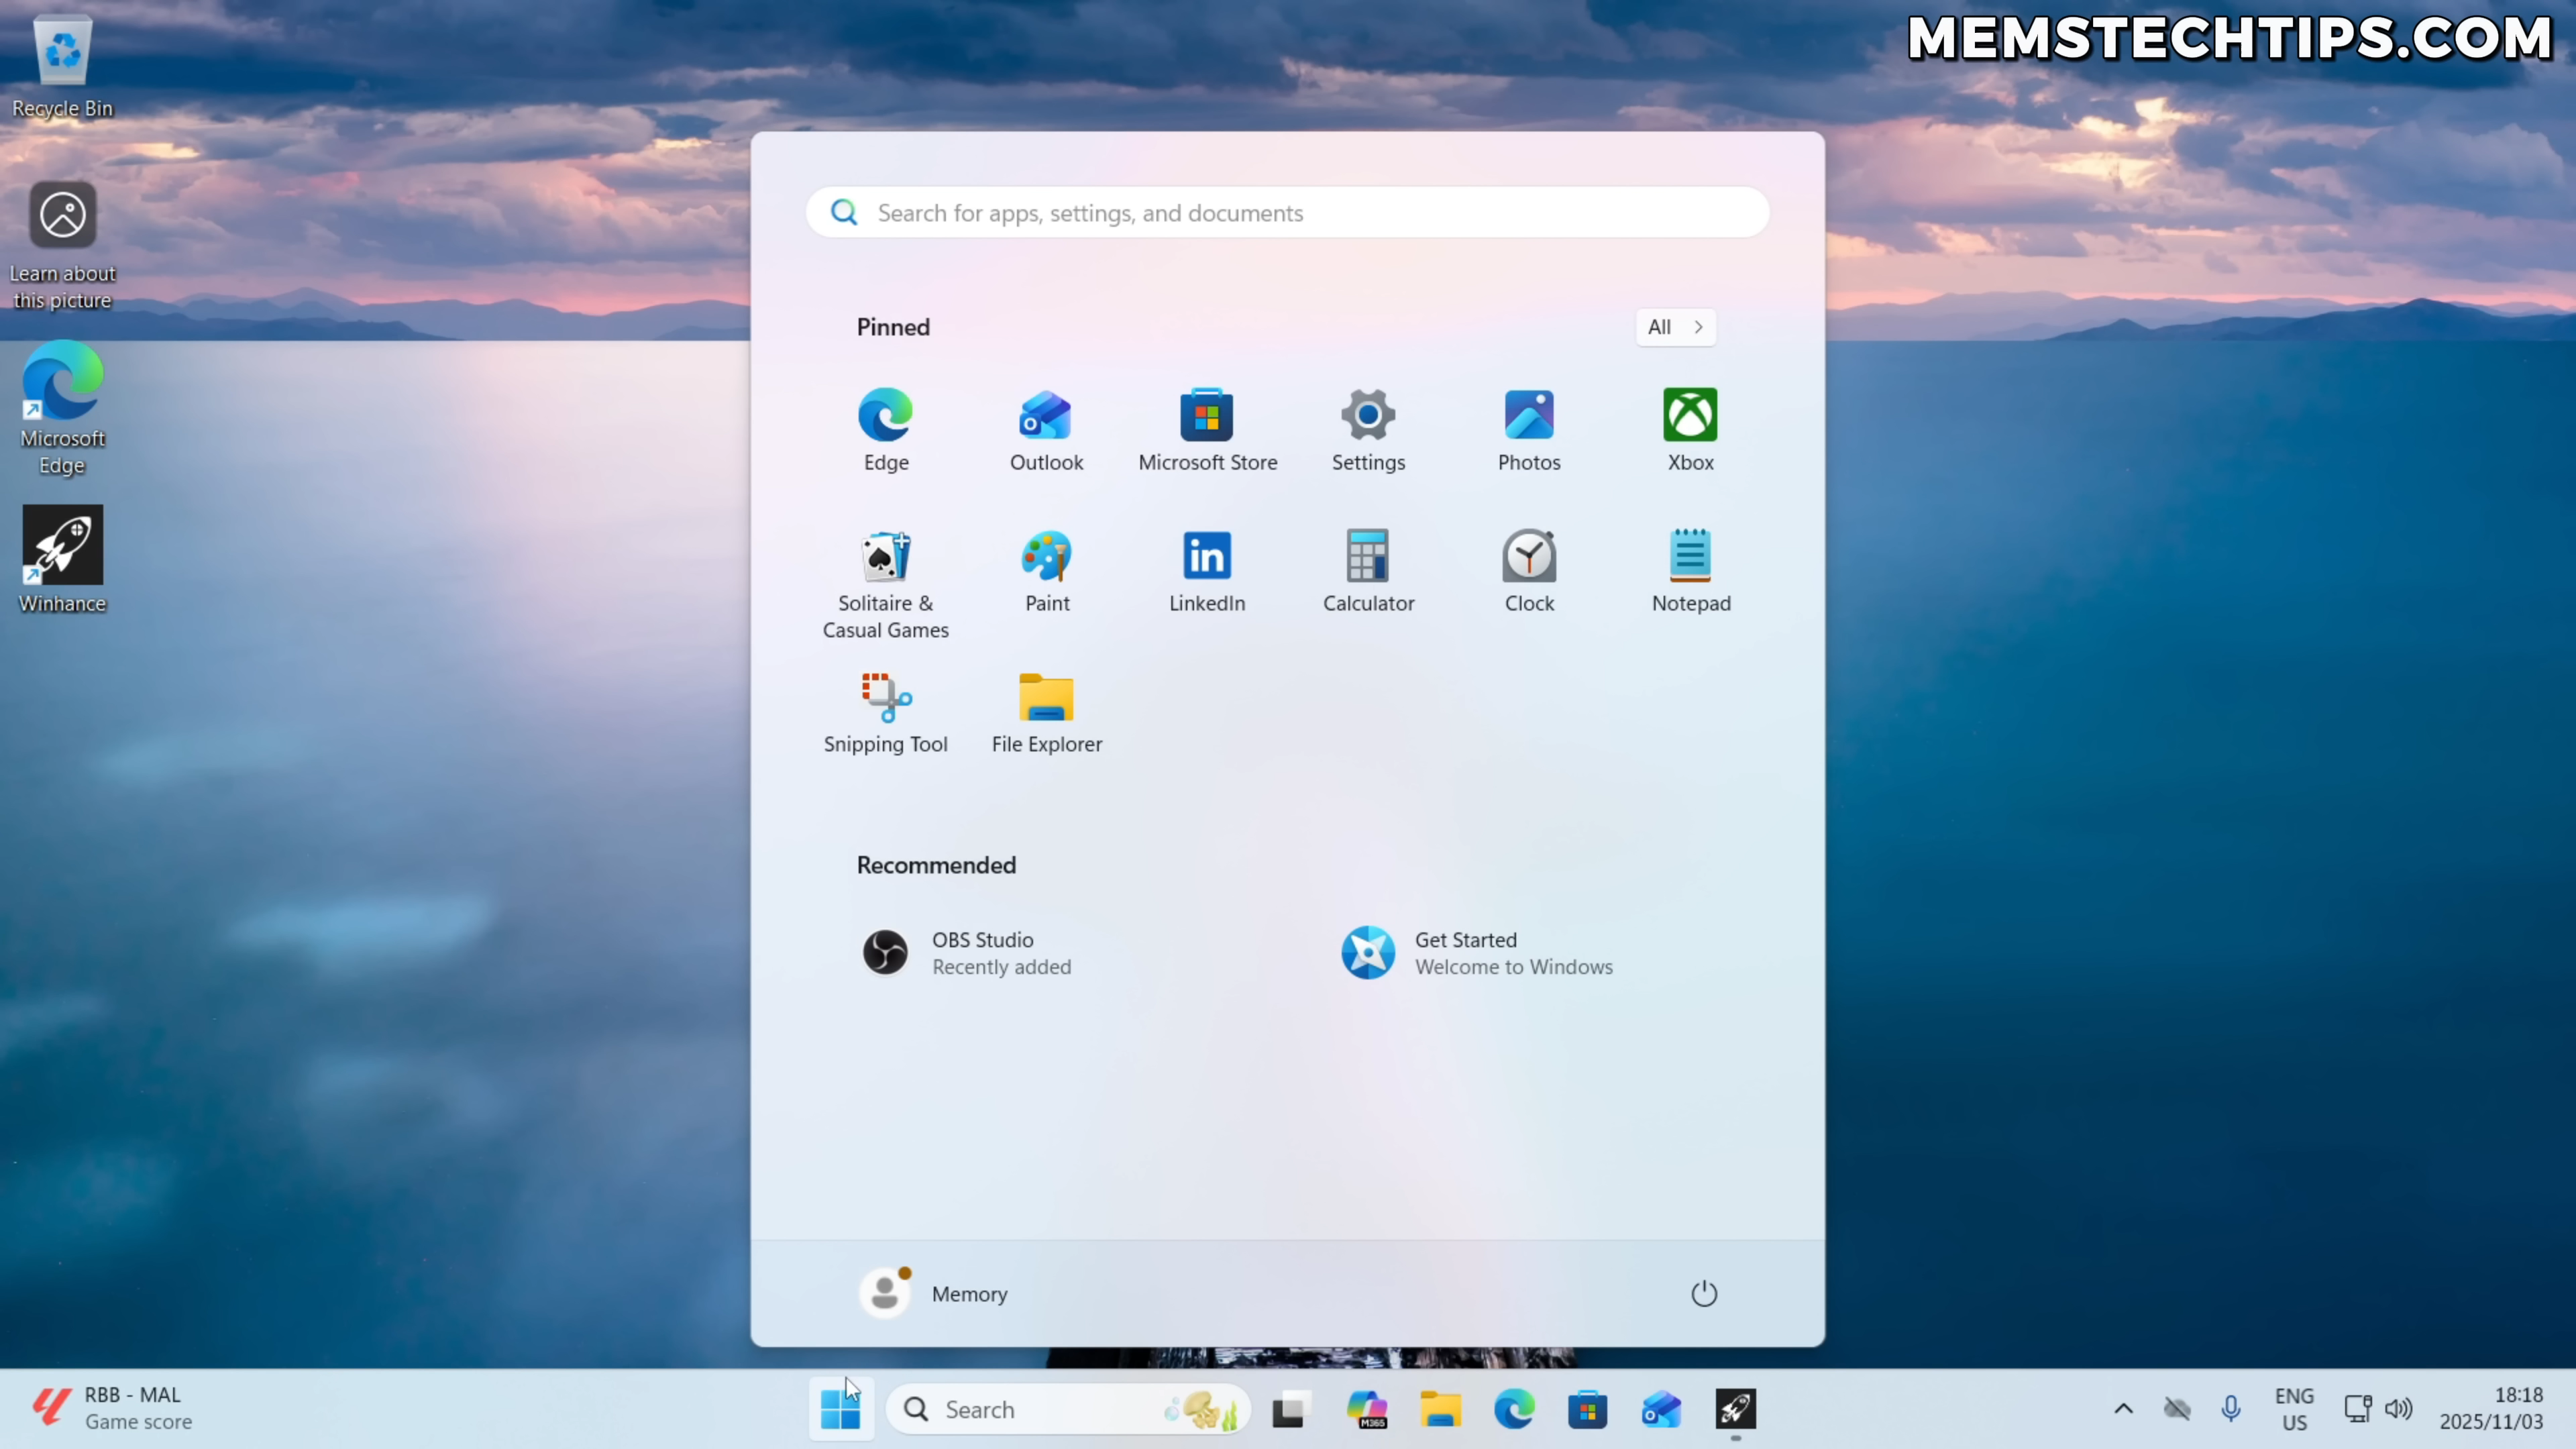 MEMSTECHTIPS.COM
Recycle Bin
Learn about
this picture
Microsoft
Edge
Winhance
Search for apps, settings, and documents
Pinned
All
Edge
Outlook
Microsoft Store
Settings
Photos
Xbox
Solitaire &
Casual Games
Paint
LinkedIn
Calculator
Clock
Notepad
Snipping Tool
File Explorer
Recommended
OBS Studio
Recently added
Get Started
Welcome to Windows
Memory
RBB - MAL
Game score
Search
M365
ENG
US
18:18
2025/11/03